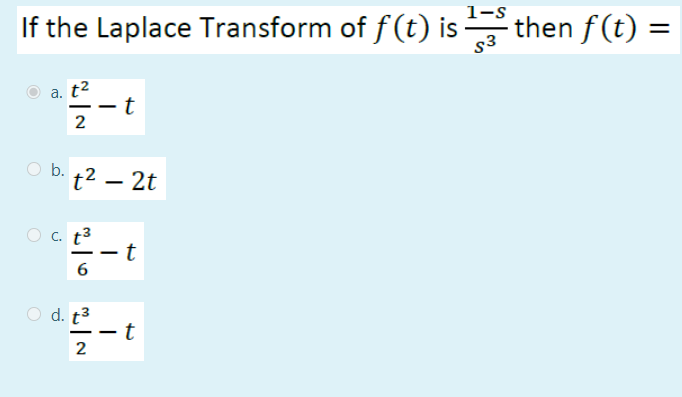 If the Laplace Transform of f(t) is (1-s)/s³ then f(t) =
a. t²/2 − t
b. t² − 2t
c. t³/6 − t
d. t³/2 − t